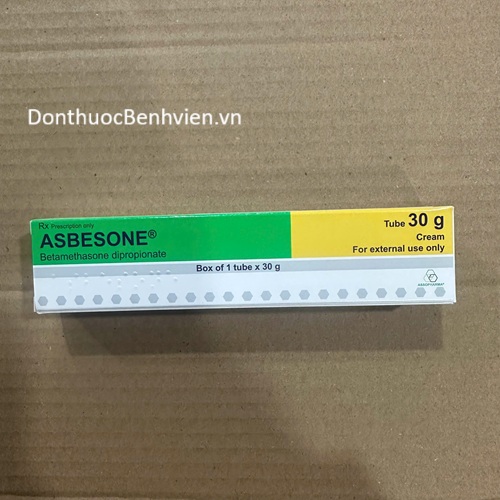 DonthuocBenhvien.vn
Rx Prescription only
ASBESONE®
Betamethasone dipropionate
Tube 30 g
Cream
For external use only
Box of 1 tube x 30 g